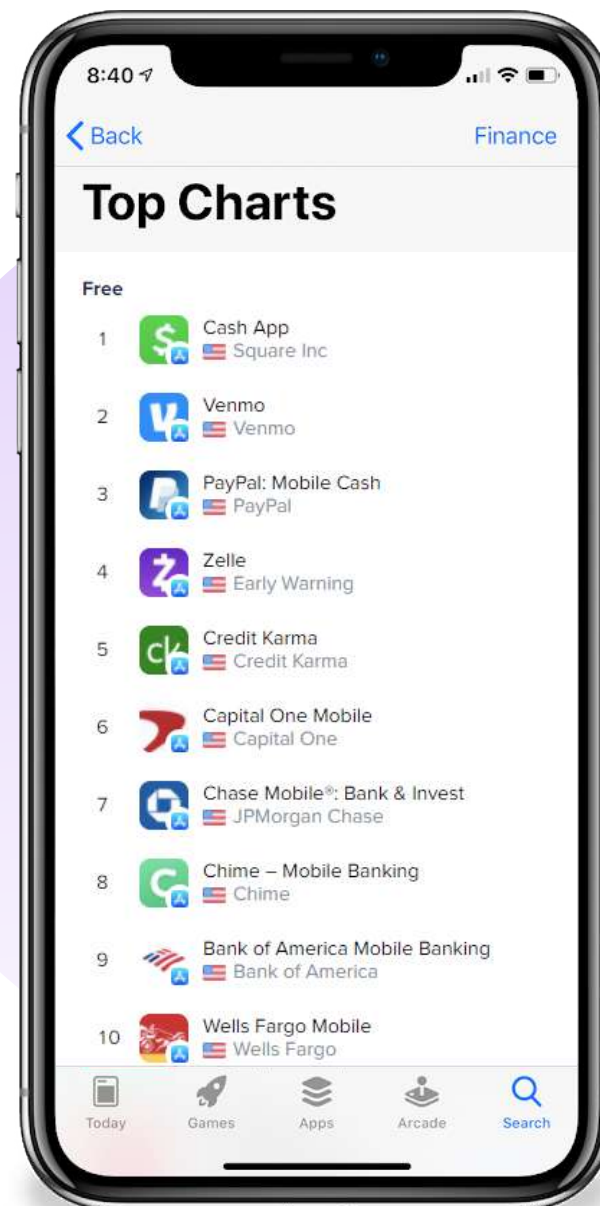 8:40
Back
Finance
Top Charts
Free
1
Cash App
Square Inc
2
Venmo
Venmo
3
PayPal: Mobile Cash
PayPal
4
Zelle
Early Warning
5
ck
Credit Karma
Credit Karma
6
Capital One Mobile
Capital One
7
Chase Mobile®: Bank & Invest
JPMorgan Chase
8
Chime – Mobile Banking
Chime
9
Bank of America Mobile Banking
Bank of America
10
Wells Fargo Mobile
Wells Fargo
Today
Games
Apps
Arcade
Search